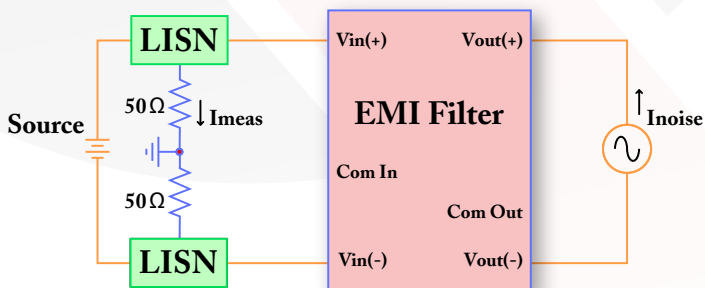 LISN
Vin(+)
Vout(+)
50Ω
Imeas
EMI Filter
Source
Inoise
Com In
50Ω
Com Out
LISN
Vin(-)
Vout(-)